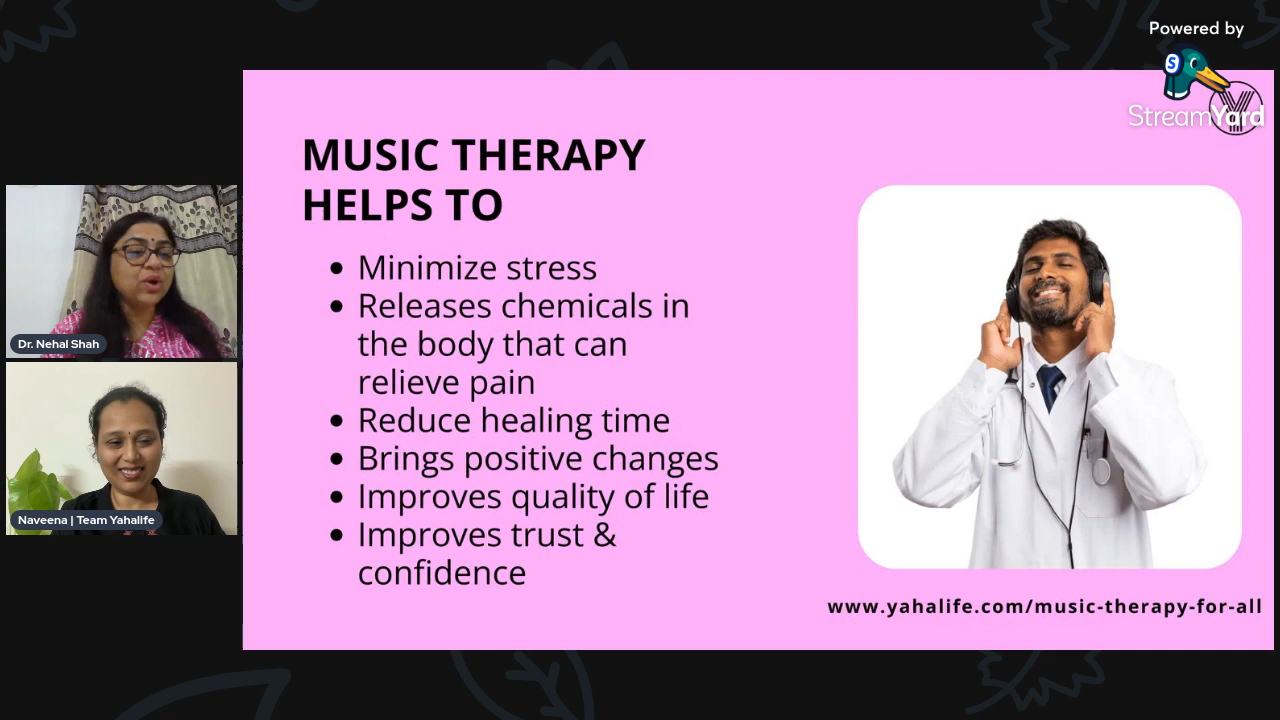 Powered by
StreamYard
MUSIC THERAPY
HELPS TO
• Minimize stress
• Releases chemicals in
the body that can
relieve pain
• Reduce healing time
• Brings positive changes
• Improves quality of life
• Improves trust &
confidence
www.yahalife.com/music-therapy-for-all
Dr. Nehal Shah
Naveena | Team Yahalife